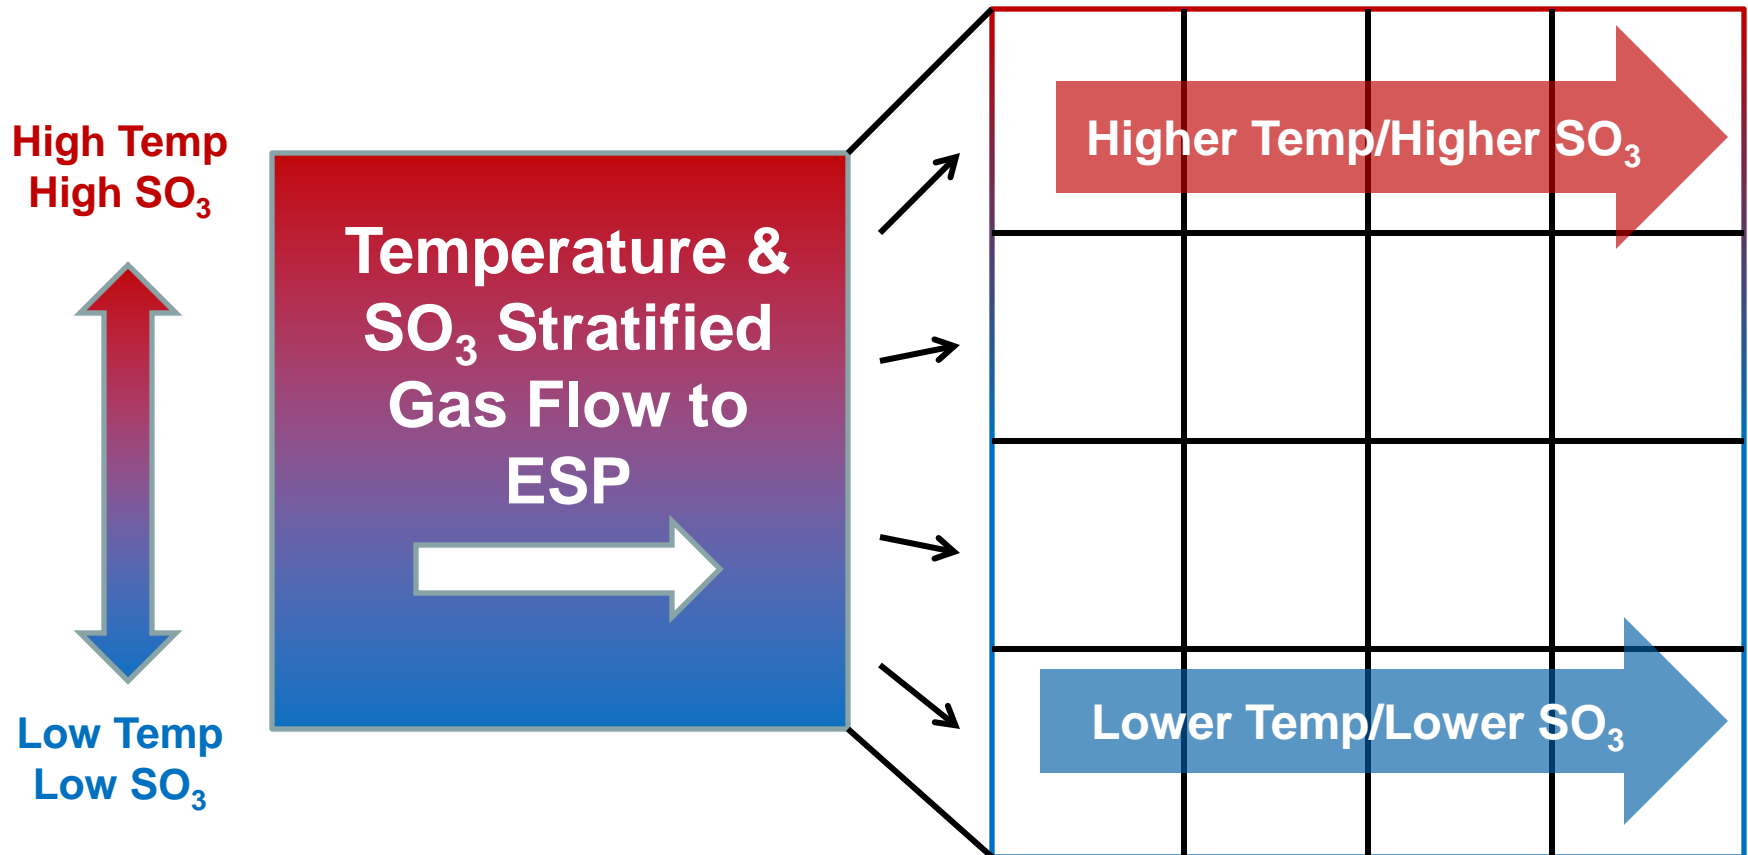 High Temp
High SO₃
Temperature &
SO₃ Stratified
Gas Flow to
ESP
Low Temp
Low SO₃
Higher Temp/Higher SO₃
Lower Temp/Lower SO₃